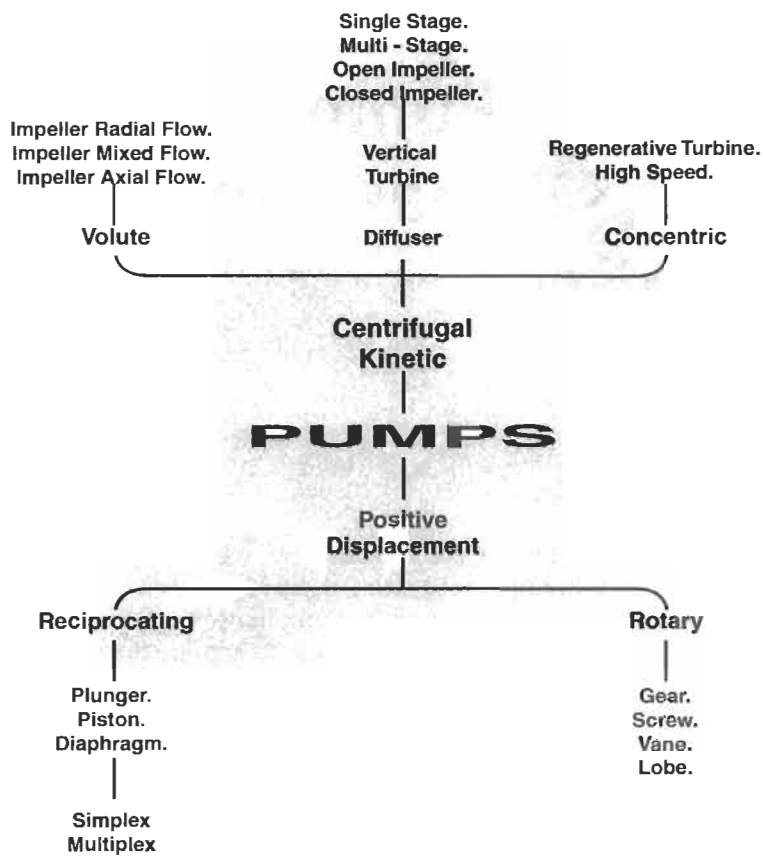 Single Stage.
Multi - Stage.
Open Impeller.
Closed Impeller.
Impeller Radial Flow.
Impeller Mixed Flow.
Impeller Axial Flow.
Vertical
Turbine
Regenerative Turbine.
High Speed.
Volute
Diffuser
Concentric
Centrifugal
Kinetic
PUMPS
Positive
Displacement
Reciprocating
Rotary
Plunger.
Piston.
Diaphragm.
Gear.
Screw.
Vane.
Lobe.
Simplex
Multiplex